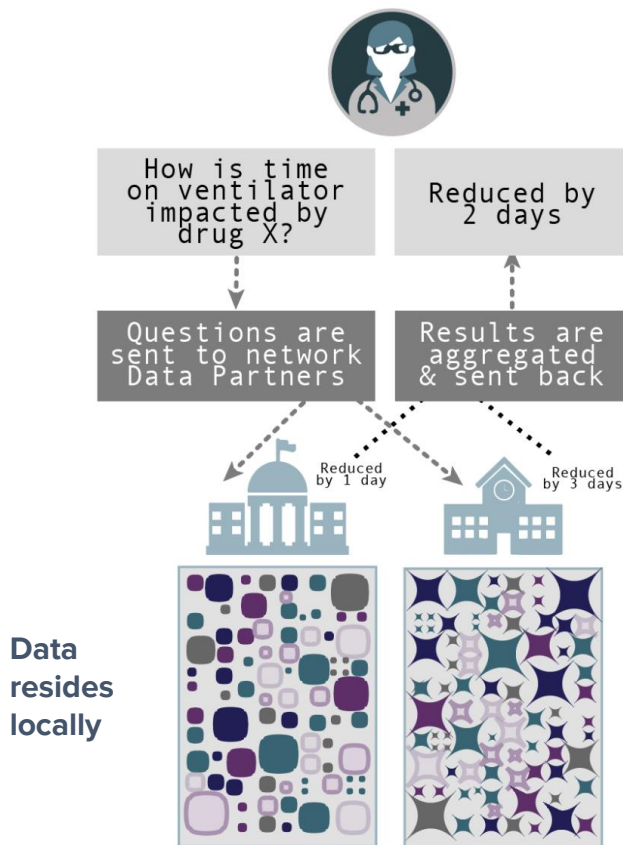 How is time
on ventilator
impacted by
drug X?
Reduced by
2 days
Questions are
sent to network
Data Partners
Results are
aggregated
& sent back
Reduced
by 1 day
Reduced
by 3 days
Data
resides
locally